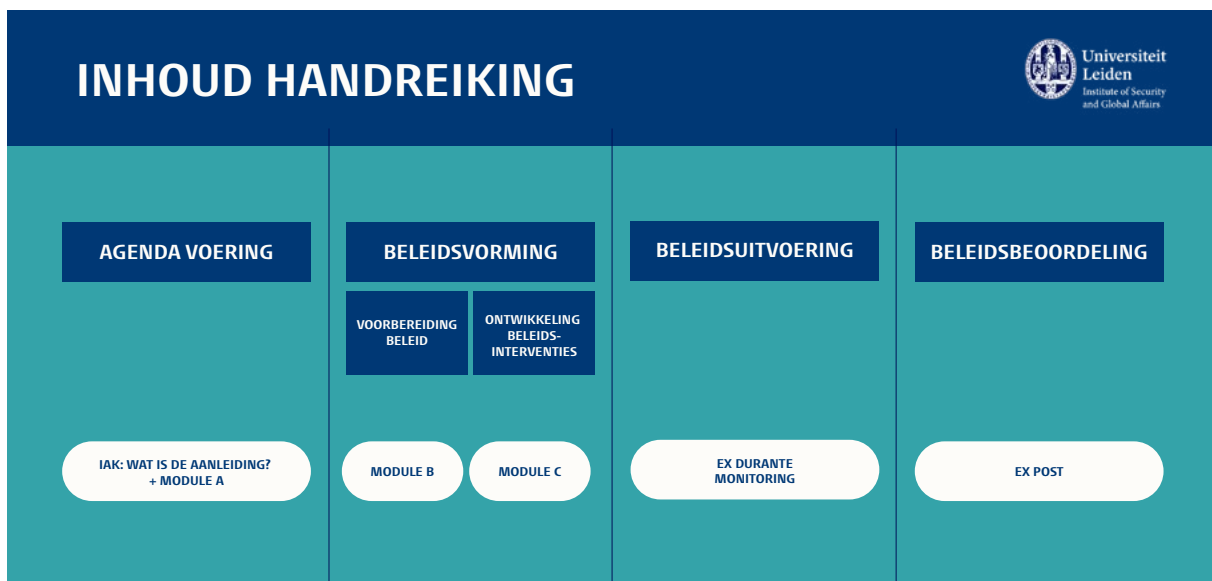 INHOUD HANDREIKING
Universiteit
Leiden
Institute of Security
and Global Affairs
AGENDA VOERING
BELEIDSVORMING
BELEIDSUITVOERING
BELEIDSBEOORDELING
VOORBEREIDING
BELEID
ONTWIKKELING
BELEIDS-
INTERVENTIES
IAK: WAT IS DE AANLEIDING?
+ MODULE A
MODULE B
MODULE C
EX DURANTE
MONITORING
EX POST